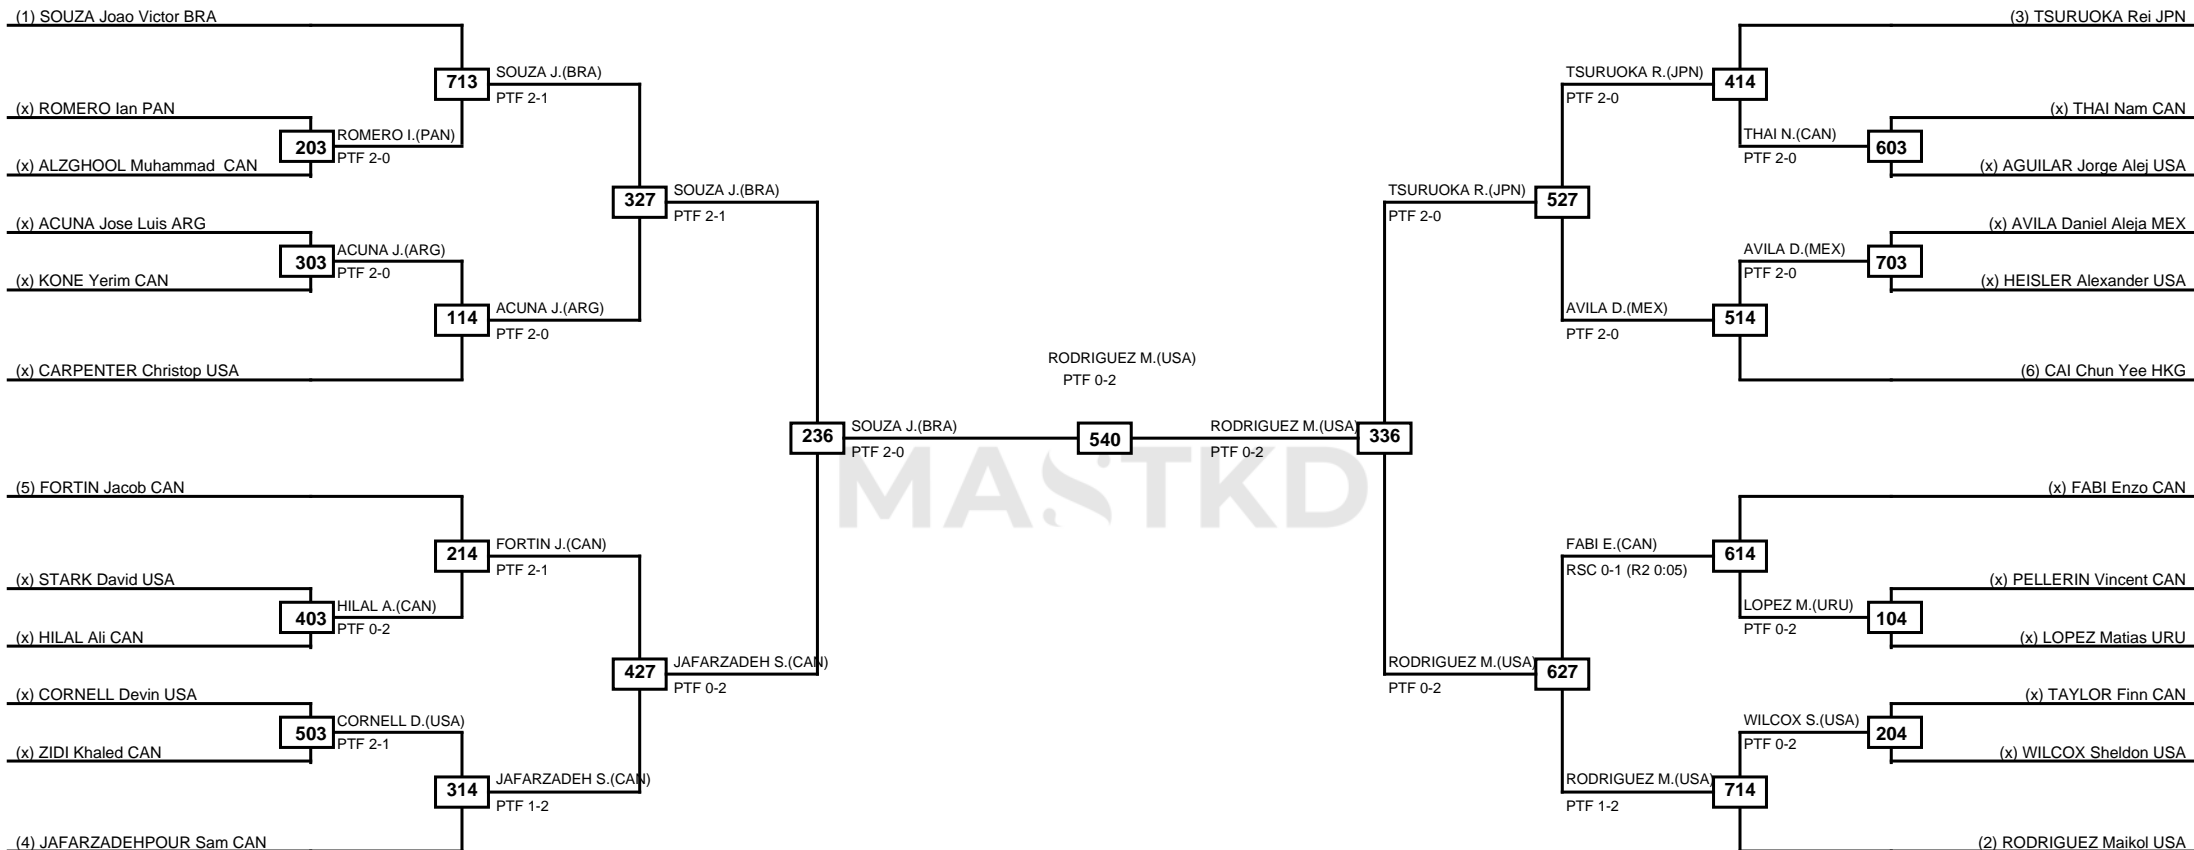 (1) SOUZA Joao Victor BRA
(3) TSURUOKA Rei JPN
713
SOUZA J.(BRA)
PTF 2-1
TSURUOKA R.(JPN)
PTF 2-0
414
(x) ROMERO Ian PAN
(x) THAI Nam CAN
203
ROMERO I.(PAN)
PTF 2-0
THAI N.(CAN)
PTF 2-0
603
(x) ALZGHOOL Muhammad  CAN
(x) AGUILAR Jorge Alej USA
327
SOUZA J.(BRA)
PTF 2-1
TSURUOKA R.(JPN)
PTF 2-0
527
(x) ACUNA Jose Luis ARG
(x) AVILA Daniel Aleja MEX
303
ACUNA J.(ARG)
PTF 2-0
AVILA D.(MEX)
PTF 2-0
703
(x) KONE Yerim CAN
(x) HEISLER Alexander USA
114
ACUNA J.(ARG)
PTF 2-0
AVILA D.(MEX)
PTF 2-0
514
(x) CARPENTER Christop USA
RODRIGUEZ M.(USA)
PTF 0-2
(6) CAI Chun Yee HKG
236
SOUZA J.(BRA)
PTF 2-0
540
RODRIGUEZ M.(USA)
PTF 0-2
336
MASTKD
(5) FORTIN Jacob CAN
(x) FABI Enzo CAN
214
FORTIN J.(CAN)
PTF 2-1
FABI E.(CAN)
RSC 0-1 (R2 0:05)
614
(x) STARK David USA
(x) PELLERIN Vincent CAN
403
HILAL A.(CAN)
PTF 0-2
LOPEZ M.(URU)
PTF 0-2
104
(x) HILAL Ali CAN
(x) LOPEZ Matias URU
427
JAFARZADEH S.(CAN)
PTF 0-2
RODRIGUEZ M.(USA)
PTF 0-2
627
(x) CORNELL Devin USA
(x) TAYLOR Finn CAN
503
CORNELL D.(USA)
PTF 2-1
WILCOX S.(USA)
PTF 0-2
204
(x) ZIDI Khaled CAN
(x) WILCOX Sheldon USA
314
JAFARZADEH S.(CAN)
PTF 1-2
RODRIGUEZ M.(USA)
PTF 1-2
714
(4) JAFARZADEHPOUR Sam CAN
(2) RODRIGUEZ Maikol USA